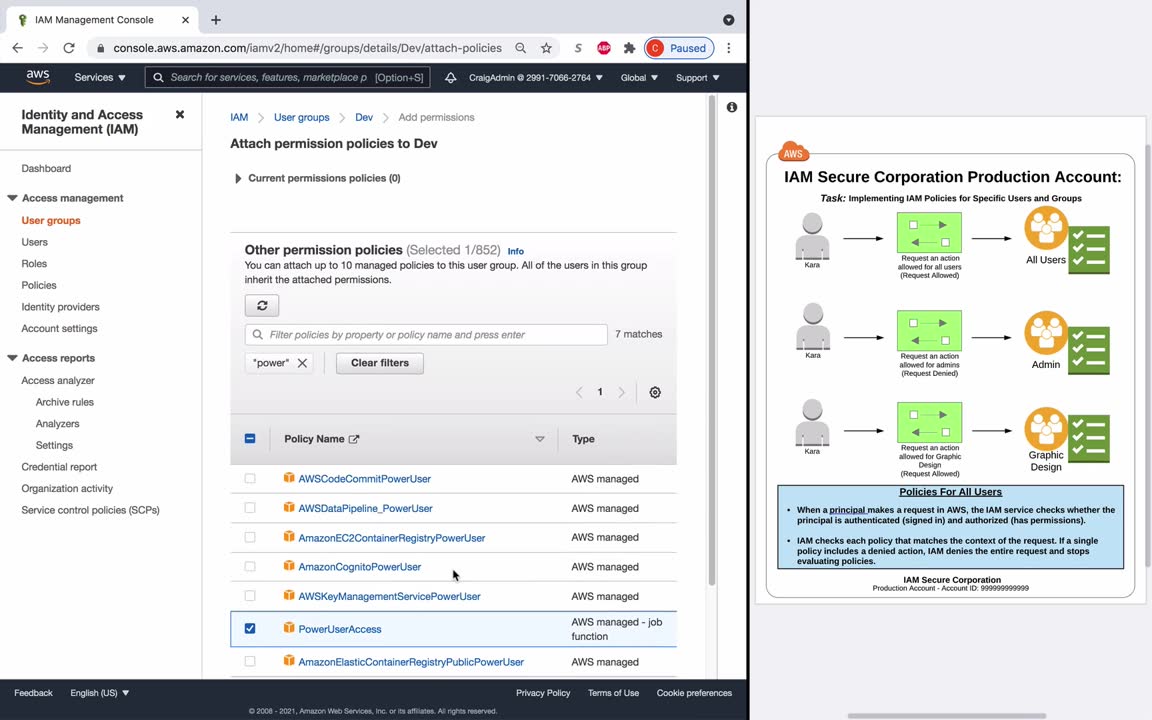 IAM Management Console
console.aws.amazon.com/iamv2/home#/groups/details/Dev/attach-policies
S
ABP
C
Paused
aws
Services
Search for services, features, marketplace p
[Option+S]
CraigAdmin @ 2991-7066-2764
Global
Support
Identity and Access
Management (IAM)
Dashboard
Access management
User groups
Users
Roles
Policies
Identity providers
Account settings
Access reports
Access analyzer
Archive rules
Analyzers
Settings
Credential report
Organization activity
Service control policies (SCPs)
IAM
User groups
Dev
Add permissions
Attach permission policies to Dev
Current permissions policies (0)
Other permission policies (Selected 1/852) Info
You can attach up to 10 managed policies to this user group. All of the users in this group
inherit the attached permissions.
Filter policies by property or policy name and press enter
7 matches
"power"
Clear filters
1
Policy Name
Type
AWSCodeCommitPowerUser
AWS managed
AWSDataPipeline_PowerUser
AWS managed
AmazonEC2ContainerRegistryPowerUser
AWS managed
AmazonCognitoPowerUser
AWS managed
AWSKeyManagementServicePowerUser
AWS managed
PowerUserAccess
AWS managed - job
function
AmazonElasticContainerRegistryPublicPowerUser
AWS managed
Feedback
English (US)
Privacy Policy
Terms of Use
Cookie preferences
© 2008 - 2021, Amazon Web Services, Inc. or its affiliates. All rights reserved.
AWS
IAM Secure Corporation Production Account:
Task: Implementing IAM Policies for Specific Users and Groups
Kara
Request an action
allowed for all users
(Request Allowed)
All Users
Kara
Request an action
allowed for admins
(Request Denied)
Admin
Kara
Request an action
allowed for Graphic
Design
(Request Allowed)
Graphic
Design
Policies For All Users
• When a principal makes a request in AWS, the IAM service checks whether the
principal is authenticated (signed in) and authorized (has permissions).
• IAM checks each policy that matches the context of the request. If a single
policy includes a denied action, IAM denies the entire request and stops
evaluating policies.
IAM Secure Corporation
Production Account - Account ID: 999999999999